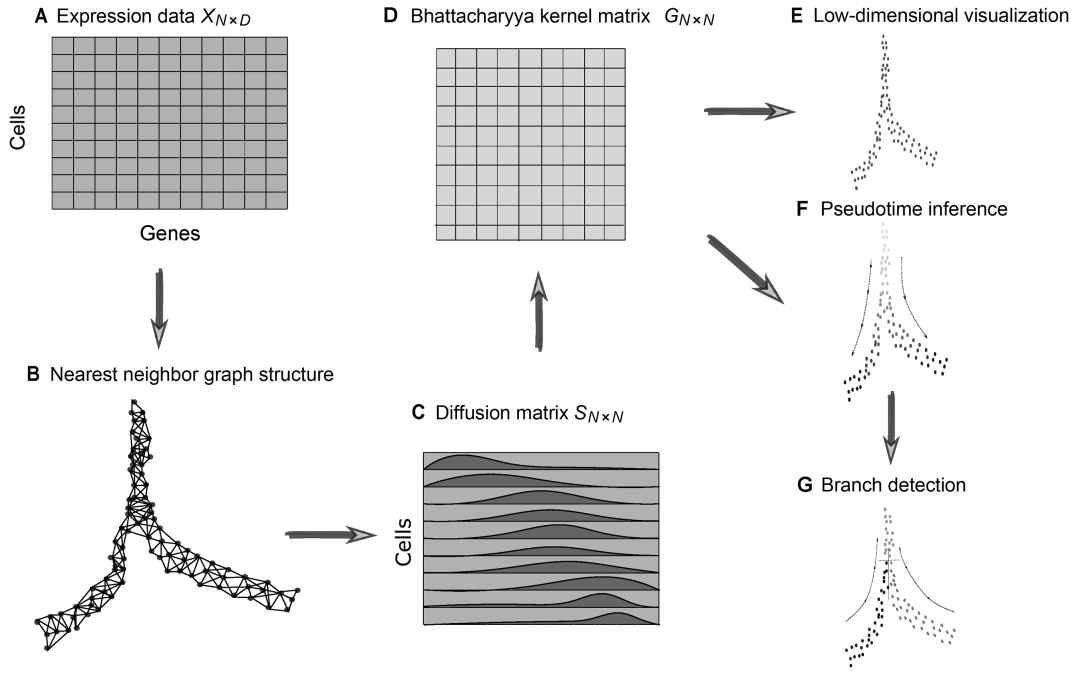 A Expression data X_{N×D}
Cells
Genes
B Nearest neighbor graph structure
C Diffusion matrix S_{N×N}
Cells
D Bhattacharyya kernel matrix G_{N×N}
E Low-dimensional visualization
F Pseudotime inference
G Branch detection